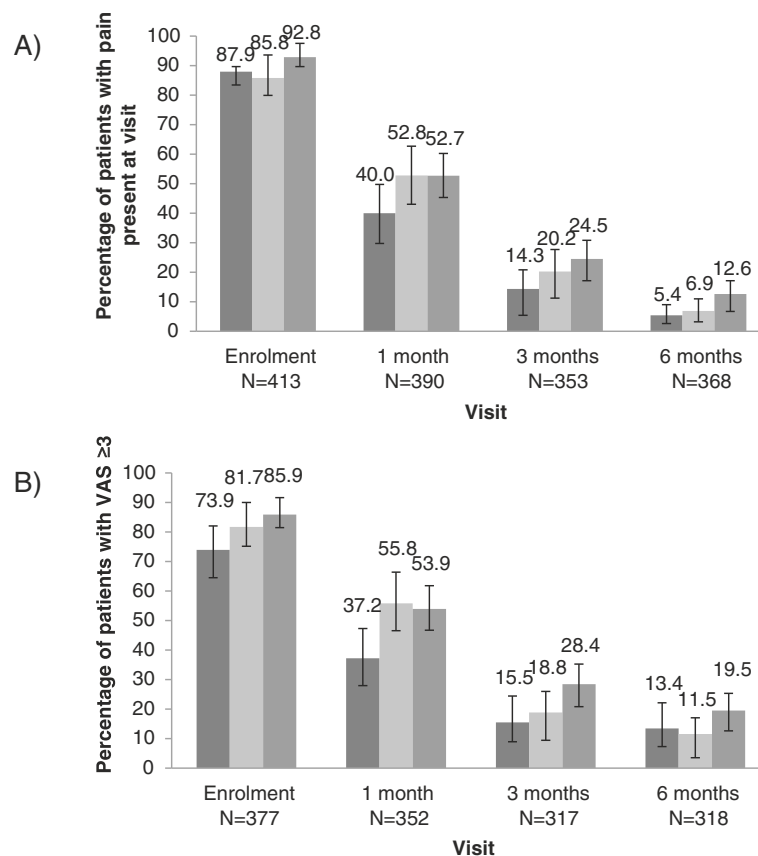 A)
Percentage of patients with pain
present at visit
100
90
80
70
60
50
40
30
20
10
0
87.9 85.8 92.8
40.0 52.8 52.7
14.3 20.2 24.5
5.4 6.9 12.6
Enrolment 1 month 3 months 6 months
N=413 N=390 N=353 N=368
Visit
B)
Percentage of patients with VAS ≥3
100
90
80
70
60
50
40
30
20
10
0
73.9 81.7 85.9
37.2 55.8 53.9
15.5 18.8 28.4
13.4 11.5 19.5
Enrolment 1 month 3 months 6 months
N=377 N=352 N=317 N=318
Visit